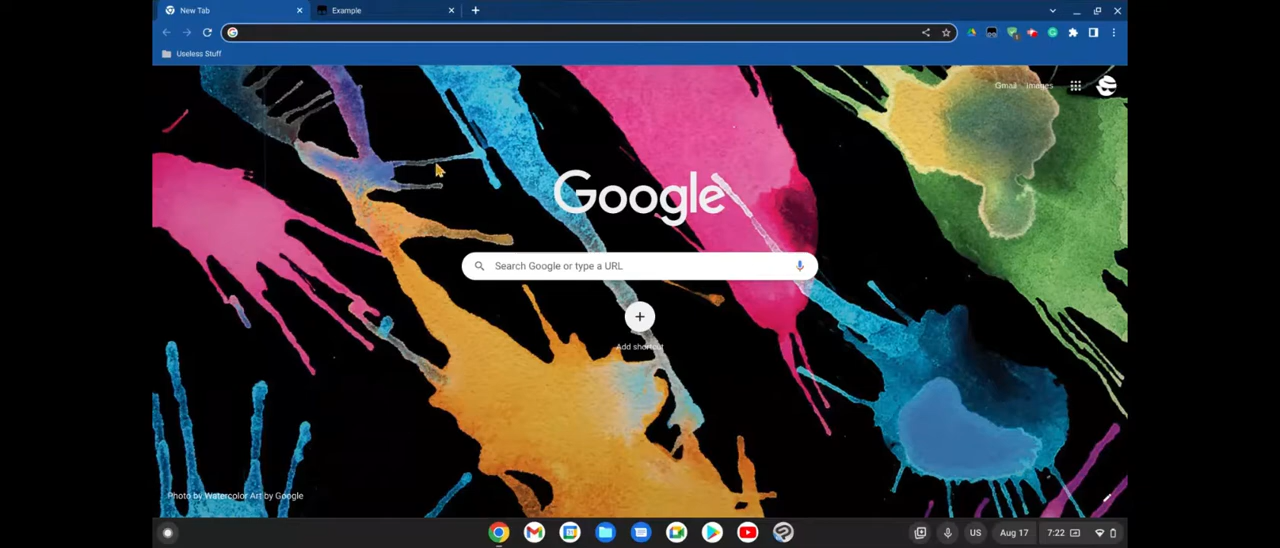 New Tab
Example
Useless Stuff
Gmail Images
Google
Search Google or type a URL
Add shortcut
Photo by Watercolor Art by Google
US
Aug 17
7:22